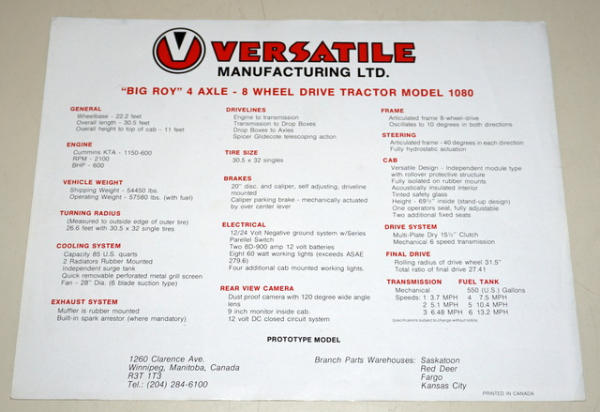 VERSATILE
MANUFACTURING LTD.
"BIG ROY" 4 AXLE - 8 WHEEL DRIVE TRACTOR MODEL 1080
GENERAL
Wheelbase - 22.2 feet
Overall length - 30.5 feet
Overall height to top of cab - 11 feet
ENGINE
Cummins KTA - 1150-600
RPM - 2100
BHP - 600
VEHICLE WEIGHT
Shipping Weight - 54450 lbs.
Operating Weight - 57580 lbs. (with fuel)
TURNING RADIUS
(Measured to outside edge of outer tire)
26.6 feet with 30.5 x 32 single tires
COOLING SYSTEM
Capacity 85 U.S. quarts
2 Radiators Rubber Mounted
Independent surge tank
Quick removable perforated metal grill screen
Fan - 28" Dia. (6 blade suction type)
EXHAUST SYSTEM
Muffler is rubber mounted
Built-in spark arrestor (where mandatory)
DRIVELINES
Engine to transmission
Transmission to Drop Boxes
Drop Boxes to Axles
Spicer Glidecote telescoping action
TIRE SIZE
30.5 x 32 singles
BRAKES
20" disc, and caliper, self adjusting, driveline
mounted
Caliper parking brake - mechanically actuated
by over center lever
ELECTRICAL
12/24 Volt Negative ground system w/Series
Parellel Switch
Two 8D-900 amp 12 volt batteries
Eight 60 watt working lights (exceeds ASAE
279.6)
Four additional cab mounted working lights.
REAR VIEW CAMERA
Dust proof camera with 120 degree wide angle
lens
9 inch monitor inside cab.
12 volt DC closed circuit system
FRAME
Articulated frame 8-wheel-drive
Oscillates to 10 degrees in both directions
STEERING
Articulated frame - 40 degrees in each direction
Fully hydrostatic actuation
CAB
Versatile Design - Independent module type
with rollover protective structure
Fully isolated on rubber mounts
Acoustically insulated interior
Tinted safety glass
Height - 69½" inside (stand-up design)
One operators seat, fully adjustable
Two additional fixed seats
DRIVE SYSTEM
Multi-Plate Dry 15½" Clutch
Mechanical 6 speed transmission
FINAL DRIVE
Rolling radius of drive wheel 31.5"
Total ratio of final drive 27.41
TRANSMISSION FUEL TANK
Mechanical 550 (U.S.) Gallons
Speeds: 1 3.7 MPH 4 7.5 MPH
2 5.1 MPH 5 10.4 MPH
3 6.48 MPH 6 13.2 MPH
Specifications subject to change without notice.
PROTOTYPE MODEL
1260 Clarence Ave.
Winnipeg, Manitoba, Canada
R3T 1T3
Tel.: (204) 284-6100
Branch Parts Warehouses: Saskatoon
Red Deer
Fargo
Kansas City
PRINTED IN CANADA